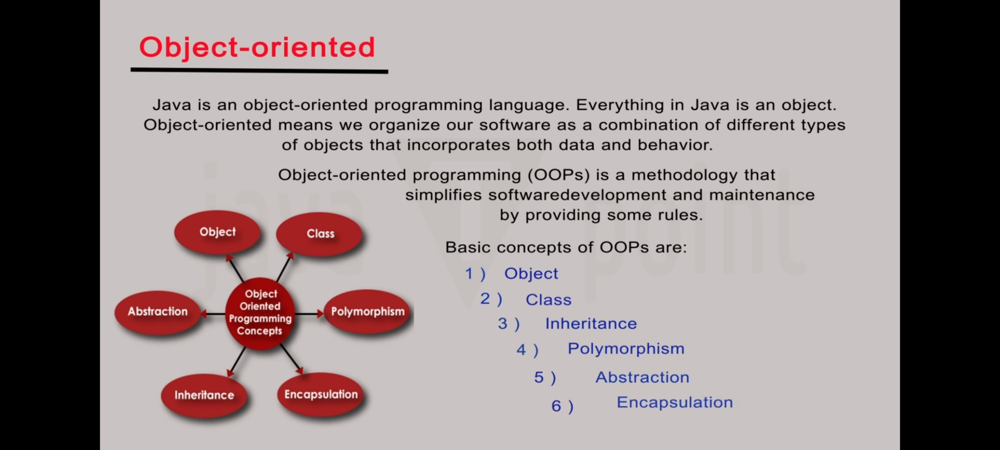 Object-oriented
Java is an object-oriented programming language. Everything in Java is an object.
Object-oriented means we organize our software as a combination of different types
of objects that incorporates both data and behavior.
Object-oriented programming (OOPs) is a methodology that
simplifies softwaredevelopment and maintenance
by providing some rules.
Basic concepts of OOPs are:
1 ) Object
2 ) Class
3 ) Inheritance
4 ) Polymorphism
5 ) Abstraction
6 ) Encapsulation
Object
Class
Abstraction
Object
Oriented
Programming
Concepts
Polymorphism
Inheritance
Encapsulation
java point